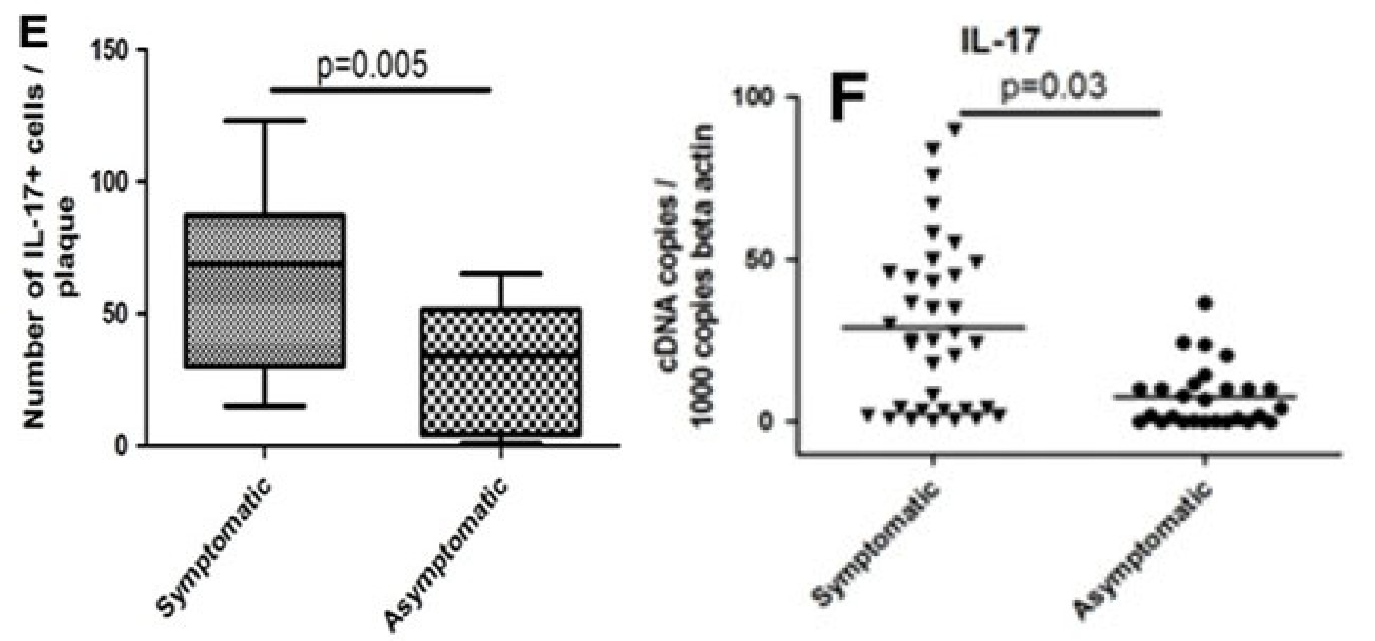 E
Number of IL-17+ cells /
plaque
150
100
50
0
p=0.005
Symptomatic
Asymptomatic
F
IL-17
p=0.03
cDNA copies /
1000 copies beta actin
100
50
0
Symptomatic
Asymptomatic